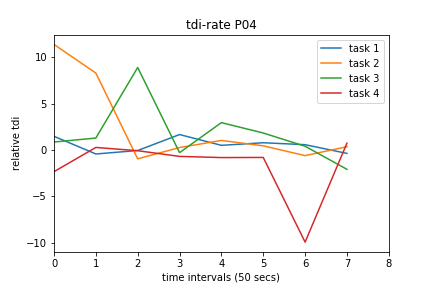 tdi-rate P04
task 1
task 2
task 3
task 4
10
5
0
−5
−10
relative tdi
0 1 2 3 4 5 6 7 8
time intervals (50 secs)